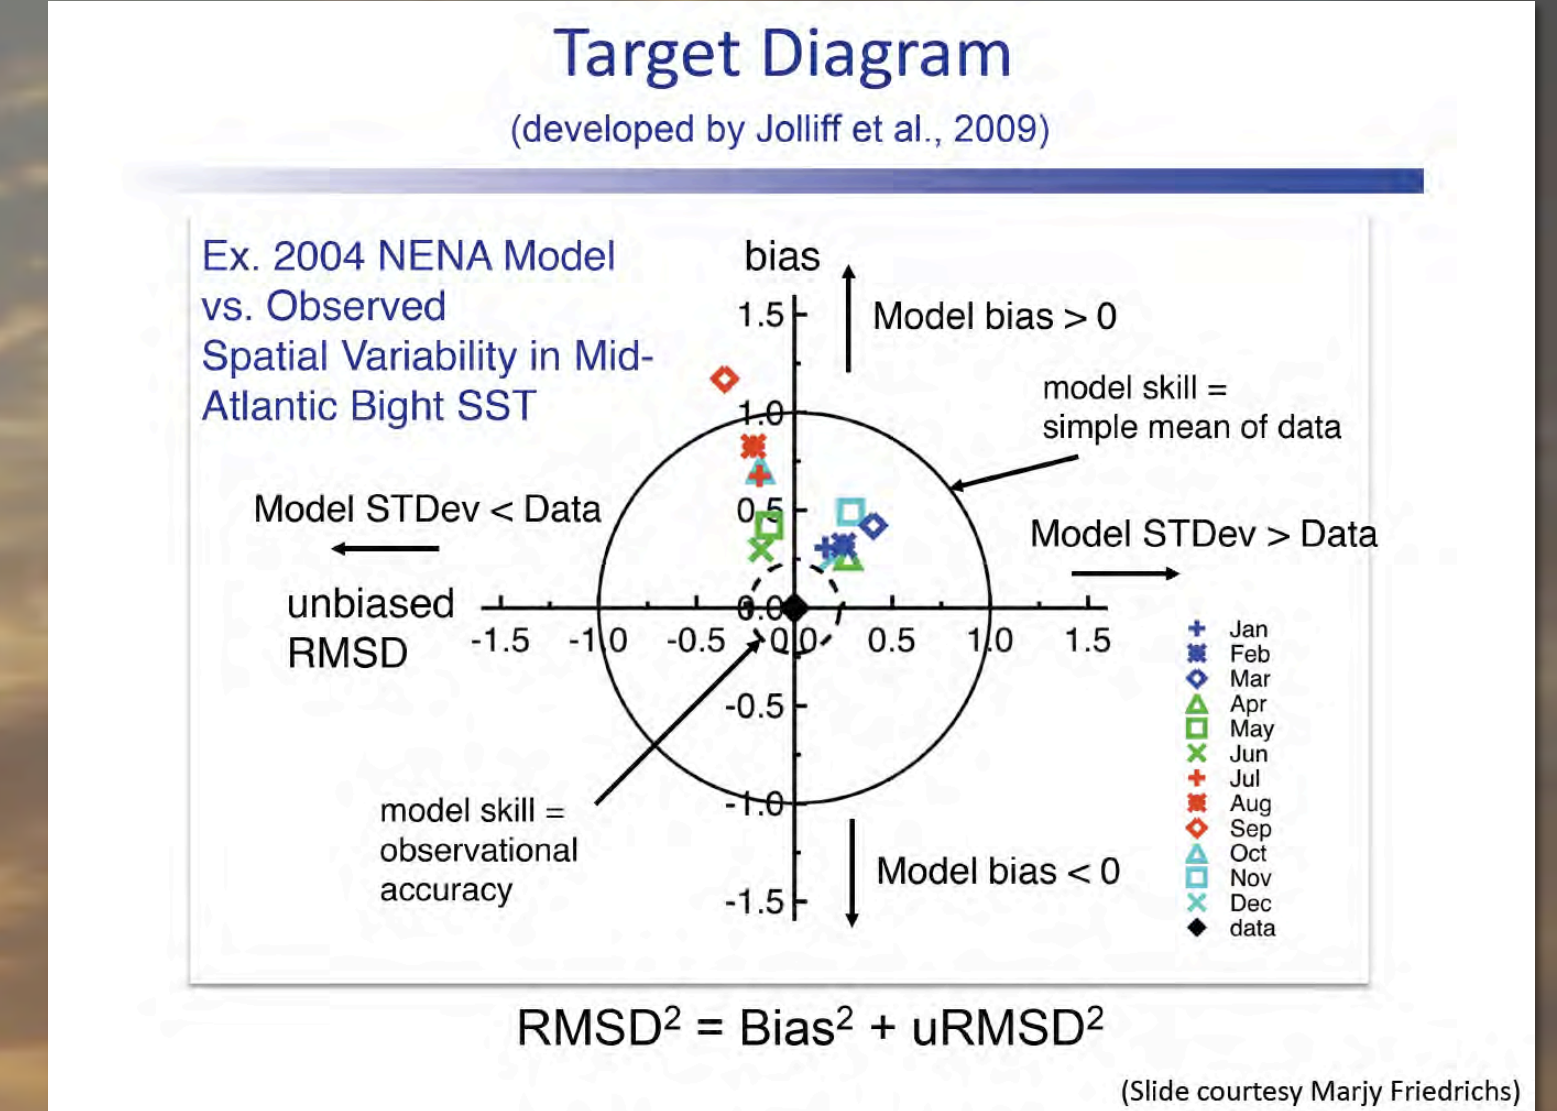 Target Diagram
(developed by Jolliff et al., 2009)
Ex. 2004 NENA Model
vs. Observed
Spatial Variability in Mid-
Atlantic Bight SST
bias
Model bias > 0
model skill =
simple mean of data
Model STDev < Data
Model STDev > Data
unbiased
RMSD
1.5
1.0
0.5
0.0
-0.5
-1.0
-1.5
-1.5
-1.0
-0.5
0.0
0.5
1.0
1.5
model skill =
observational
accuracy
Model bias < 0
Jan
Feb
Mar
Apr
May
Jun
Jul
Aug
Sep
Oct
Nov
Dec
data
RMSD² = Bias² + uRMSD²
(Slide courtesy Marjy Friedrichs)